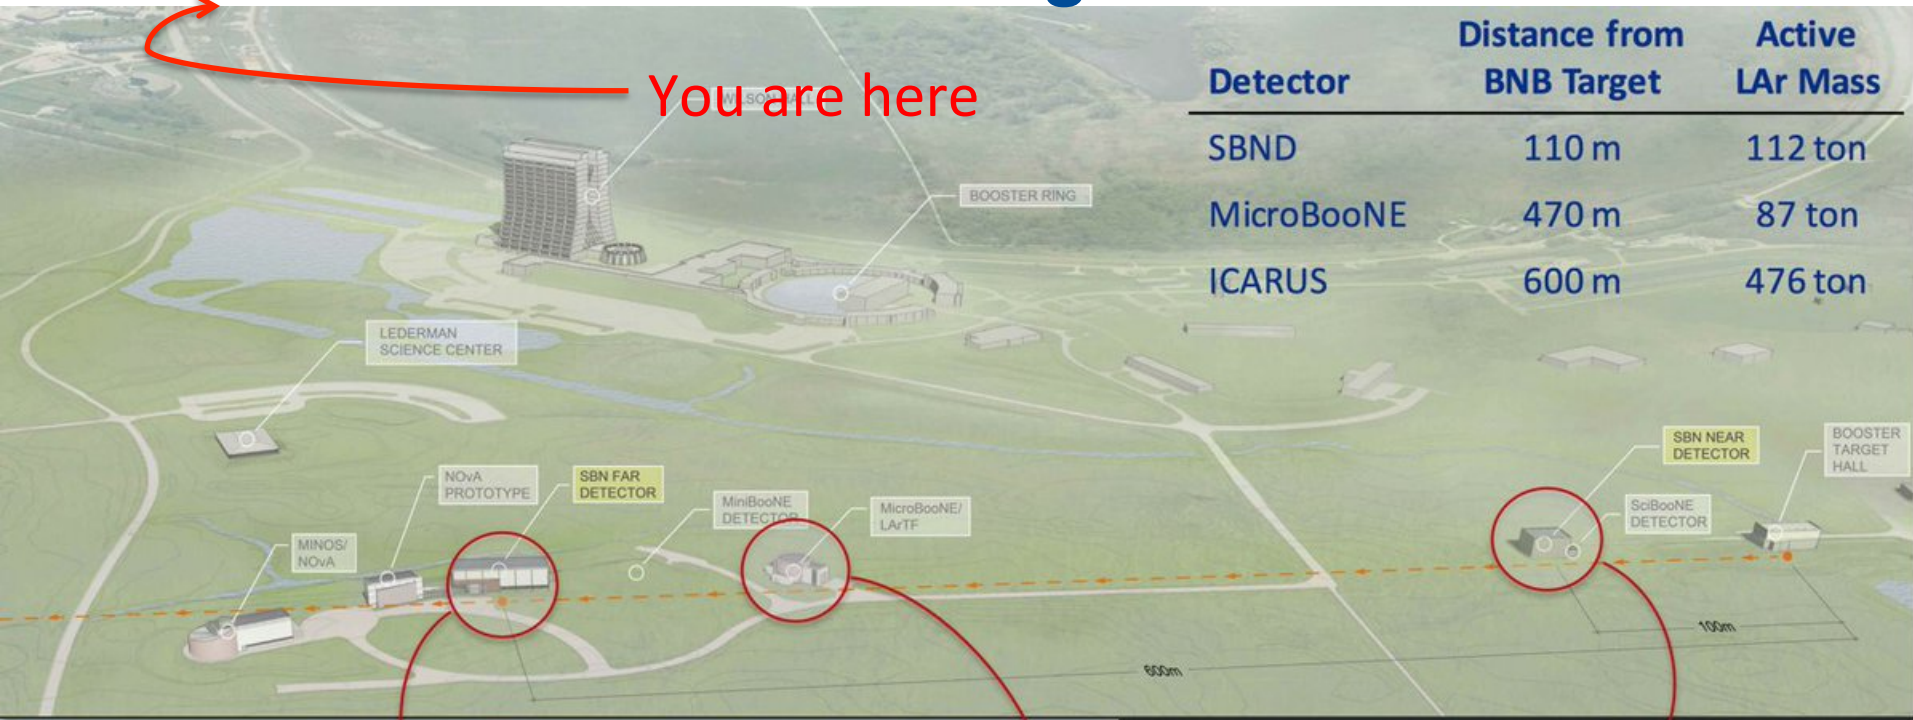 You are here
WILSON HALL
Detector Distance from BNB Target Active LAr Mass
SBND 110 m 112 ton
MicroBooNE 470 m 87 ton
ICARUS 600 m 476 ton
BOOSTER RING
LEDERMAN
SCIENCE CENTER
NOvA
PROTOTYPE
SBN FAR
DETECTOR
MiniBooNE
DETECTOR
MicroBooNE/
LArTF
SBN NEAR
DETECTOR
SciBooNE
DETECTOR
BOOSTER
TARGET
HALL
MINOS/
NOvA
100m
600m